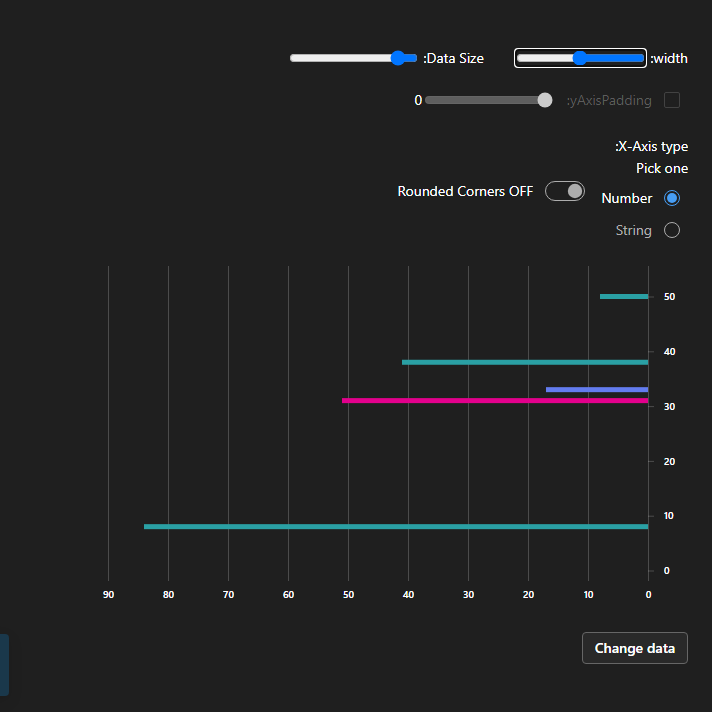 :width
:Data Size
:yAxisPadding
0
:X-Axis type
Pick one
Number
Rounded Corners OFF
String
50
40
30
20
10
0
90 80 70 60 50 40 30 20 10 0
Change data